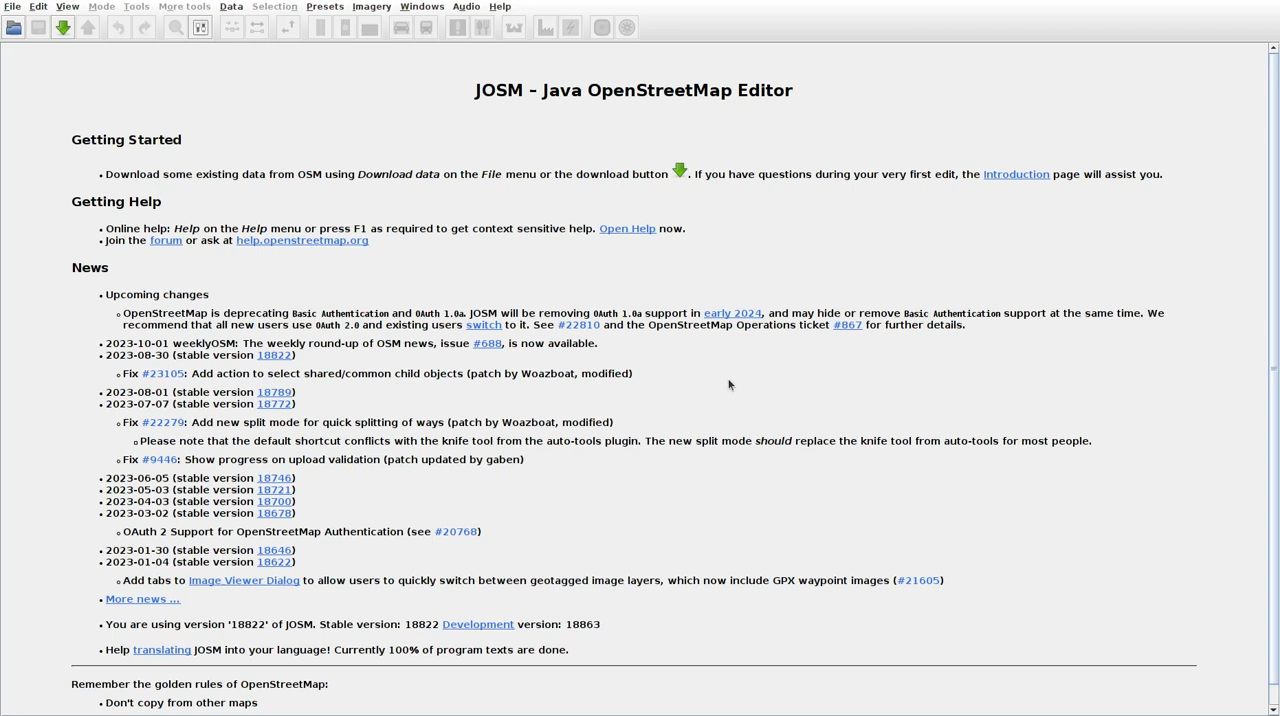 File Edit View Mode Tools More tools Data Selection Presets Imagery Windows Audio Help
JOSM – Java OpenStreetMap Editor
Getting Started
Download some existing data from OSM using Download data on the File menu or the download button . If you have questions during your very first edit, the Introduction page will assist you.
Getting Help
Online help: Help on the Help menu or press F1 as required to get context sensitive help. Open Help now.
Join the forum or ask at help.openstreetmap.org
News
Upcoming changes
OpenStreetMap is deprecating Basic Authentication and OAuth 1.0a. JOSM will be removing OAuth 1.0a support in early 2024, and may hide or remove Basic Authentication support at the same time. We
recommend that all new users use OAuth 2.0 and existing users switch to it. See #22810 and the OpenStreetMap Operations ticket #867 for further details.
2023-10-01 weeklyOSM: The weekly round-up of OSM news, issue #688, is now available.
2023-08-30 (stable version 18822)
Fix #23105: Add action to select shared/common child objects (patch by Woazboat, modified)
2023-08-01 (stable version 18789)
2023-07-07 (stable version 18772)
Fix #22279: Add new split mode for quick splitting of ways (patch by Woazboat, modified)
Please note that the default shortcut conflicts with the knife tool from the auto-tools plugin. The new split mode should replace the knife tool from auto-tools for most people.
Fix #9446: Show progress on upload validation (patch updated by gaben)
2023-06-05 (stable version 18746)
2023-05-03 (stable version 18721)
2023-04-03 (stable version 18700)
2023-03-02 (stable version 18678)
OAuth 2 Support for OpenStreetMap Authentication (see #20768)
2023-01-30 (stable version 18646)
2023-01-04 (stable version 18622)
Add tabs to Image Viewer Dialog to allow users to quickly switch between geotagged image layers, which now include GPX waypoint images (#21605)
More news ...
You are using version '18822' of JOSM. Stable version: 18822 Development version: 18863
Help translating JOSM into your language! Currently 100% of program texts are done.
Remember the golden rules of OpenStreetMap:
Don't copy from other maps